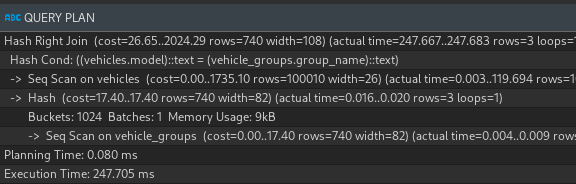 ABC QUERY PLAN
Hash Right Join (cost=26.65..2024.29 rows=740 width=108) (actual time=247.667..247.683 rows=3 loops=
Hash Cond: ((vehicles.model)::text = (vehicle_groups.group_name)::text)
-> Seq Scan on vehicles (cost=0.00..1735.10 rows=100010 width=26) (actual time=0.003..119.694 rows=1
-> Hash (cost=17.40..17.40 rows=740 width=82) (actual time=0.016..0.020 rows=3 loops=1)
Buckets: 1024 Batches: 1 Memory Usage: 9kB
-> Seq Scan on vehicle_groups (cost=0.00..17.40 rows=740 width=82) (actual time=0.004..0.009 rows
Planning Time: 0.080 ms
Execution Time: 247.705 ms